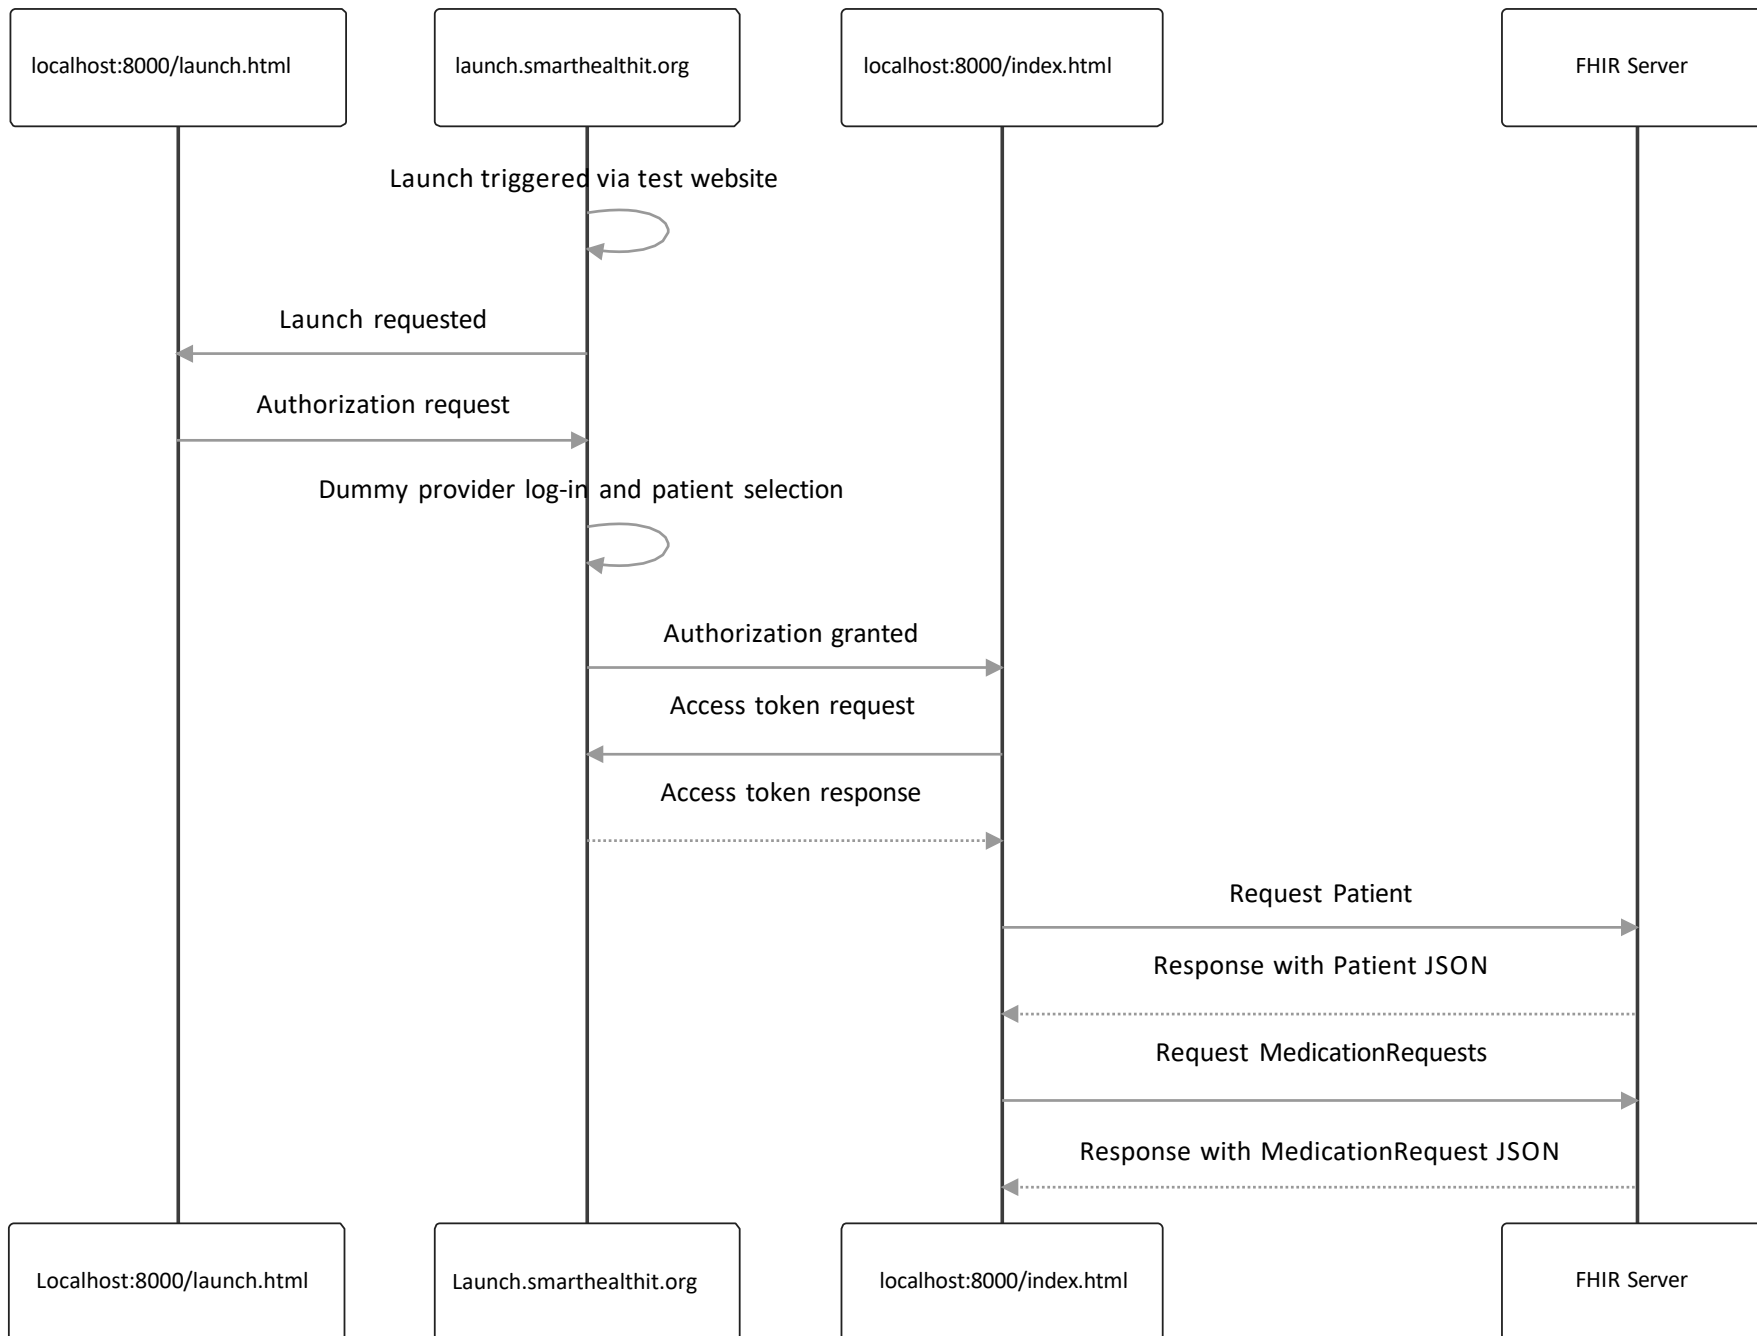 localhost:8000/launch.html
launch.smarthealthit.org
localhost:8000/index.html
FHIR Server
Launch triggered via test website
Launch requested
Authorization request
Dummy provider log-in and patient selection
Authorization granted
Access token request
Access token response
Request Patient
Response with Patient JSON
Request MedicationRequests
Response with MedicationRequest JSON
Localhost:8000/launch.html
Launch.smarthealthit.org
localhost:8000/index.html
FHIR Server